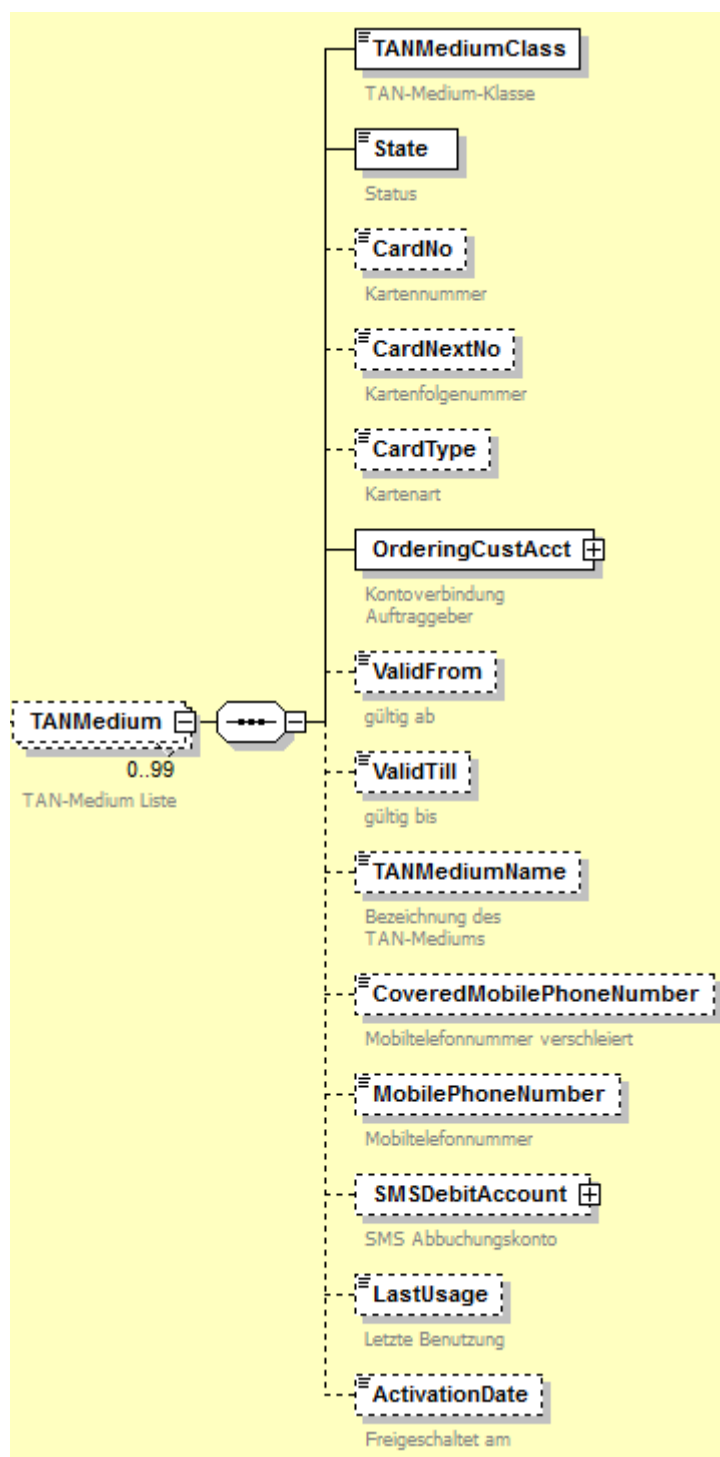 TANMediumClass
TAN-Medium-Klasse
State
Status
CardNo
Kartennummer
CardNextNo
Kartenfolgenummer
CardType
Kartenart
OrderingCustAcct
Kontoverbindung
Auftraggeber
ValidFrom
gültig ab
TANMedium
0..99
TAN-Medium Liste
ValidTill
gültig bis
TANMediumName
Bezeichnung des
TAN-Mediums
CoveredMobilePhoneNumber
Mobiltelefonnummer verschleiert
MobilePhoneNumber
Mobiltelefonnummer
SMSDebitAccount
SMS Abbuchungskonto
LastUsage
Letzte Benutzung
ActivationDate
Freigeschaltet am